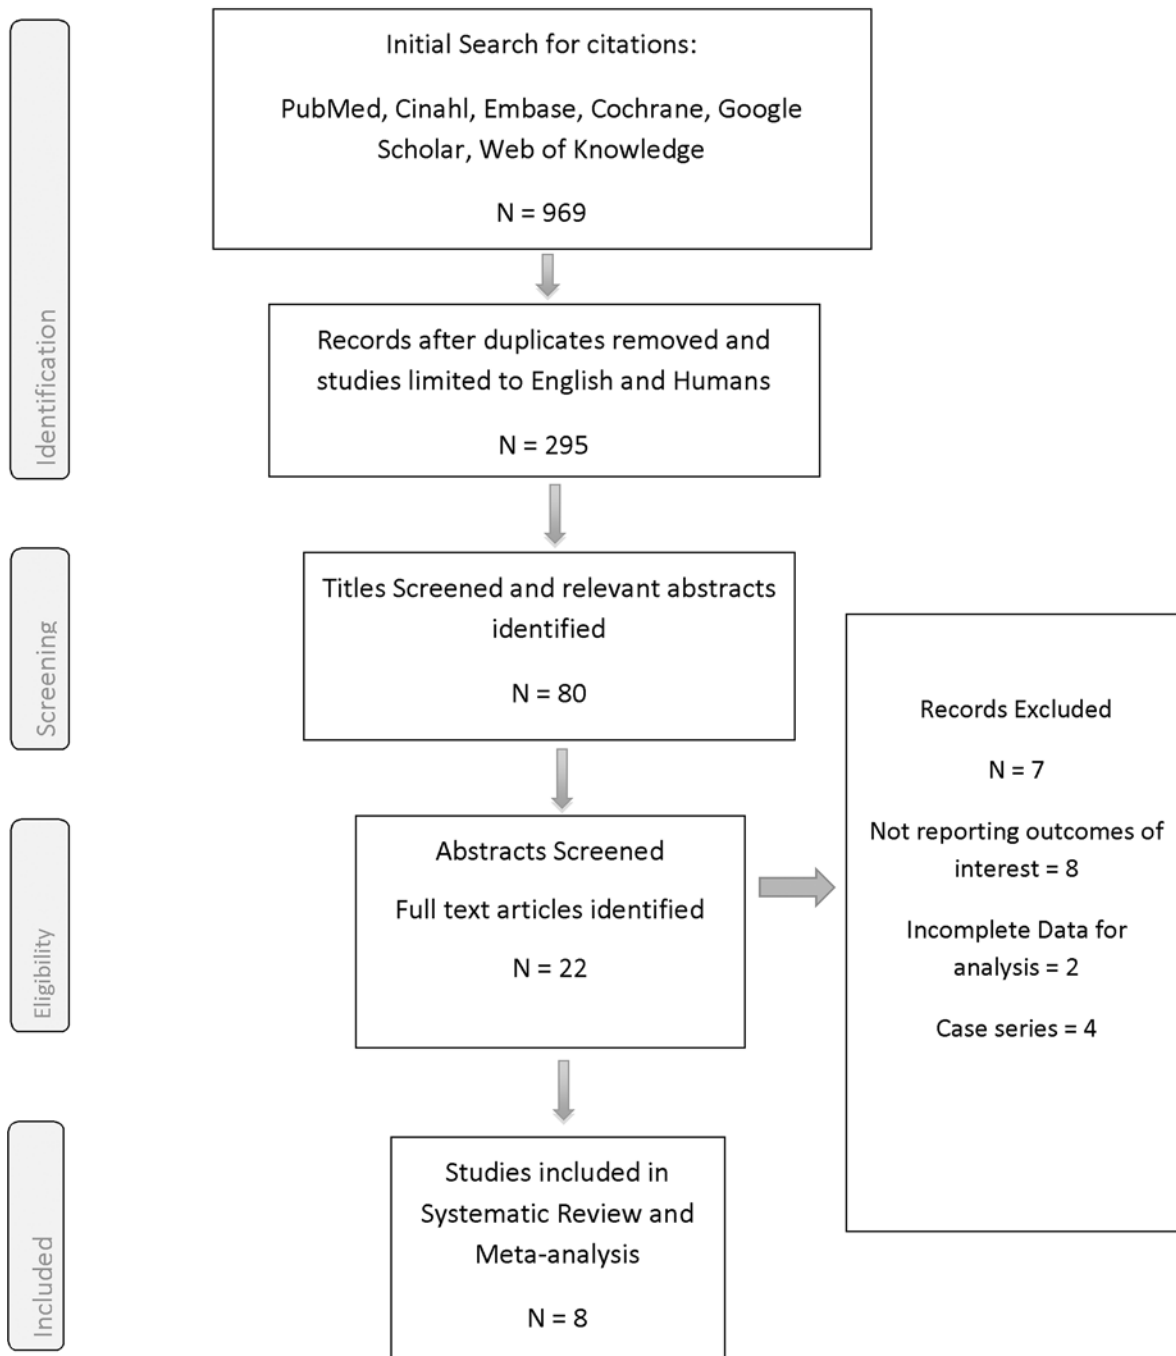 Identification
Initial Search for citations:
PubMed, Cinahl, Embase, Cochrane, Google
Scholar, Web of Knowledge
N = 969
Records after duplicates removed and
studies limited to English and Humans
N = 295
Screening
Titles Screened and relevant abstracts
identified
N = 80
Eligibility
Abstracts Screened
Full text articles identified
N = 22
Records Excluded
N = 7
Not reporting outcomes of
interest = 8
Incomplete Data for
analysis = 2
Case series = 4
Included
Studies included in
Systematic Review and
Meta-analysis
N = 8